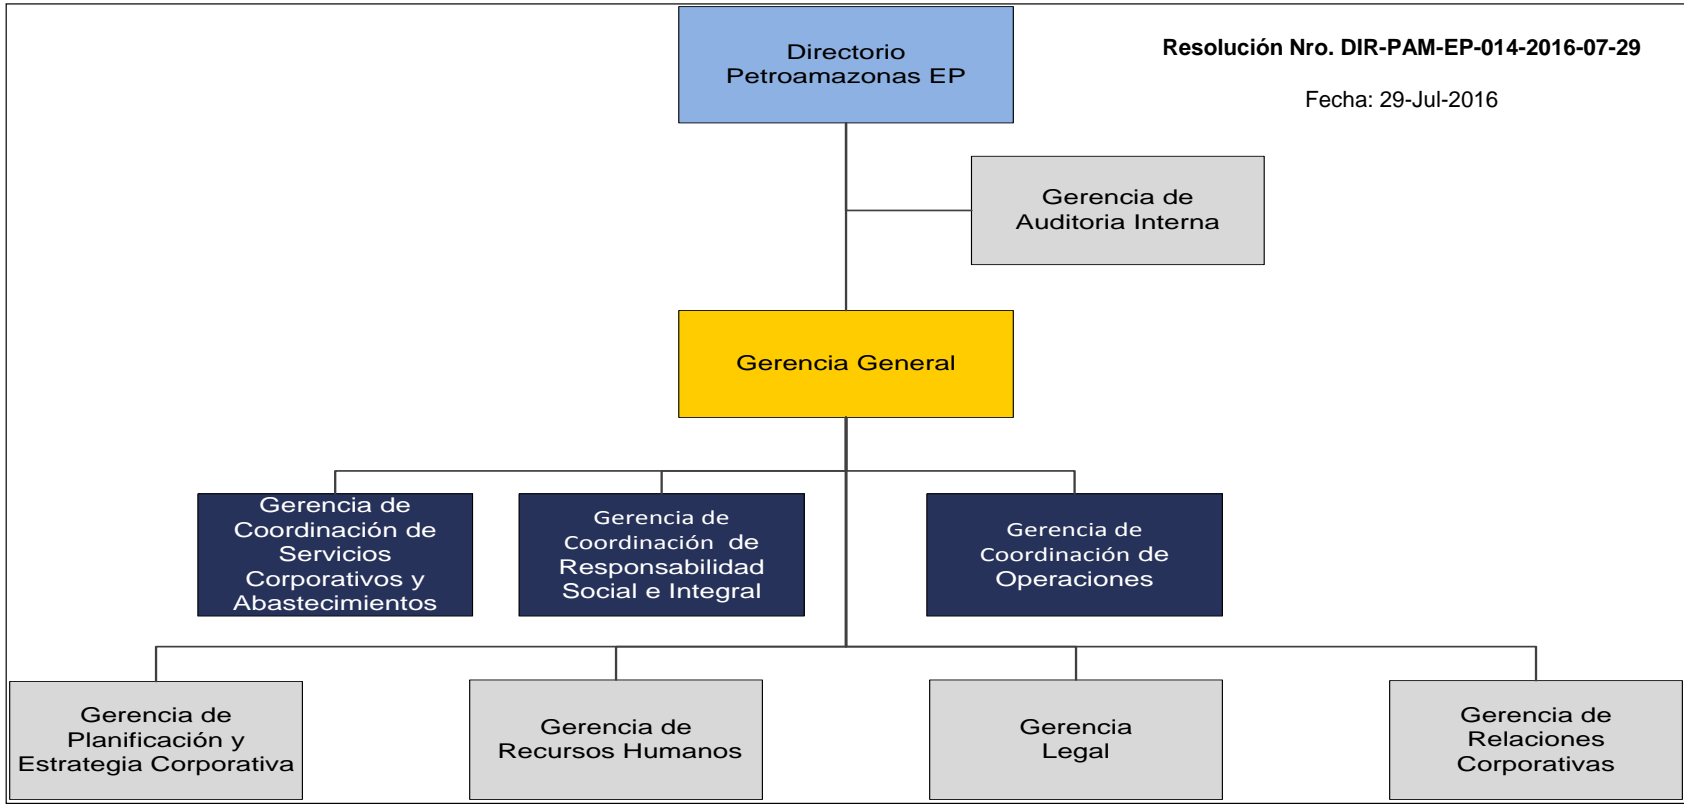 Directorio
Petroamazonas EP
Resolución Nro. DIR-PAM-EP-014-2016-07-29
Fecha: 29-Jul-2016
Gerencia de
Auditoria Interna
Gerencia General
Gerencia de
Coordinación de
Servicios
Corporativos y
Abastecimientos
Gerencia de
Coordinación de
Responsabilidad
Social e Integral
Gerencia de
Coordinación de
Operaciones
Gerencia de
Planificación y
Estrategia Corporativa
Gerencia de
Recursos Humanos
Gerencia
Legal
Gerencia de
Relaciones
Corporativas